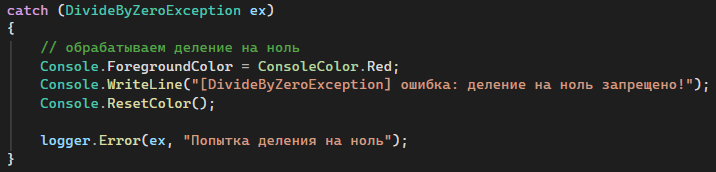 catch (DivideByZeroException ex)
{
    // обрабатываем деление на ноль
    Console.ForegroundColor = ConsoleColor.Red;
    Console.WriteLine("[DivideByZeroException] ошибка: деление на ноль запрещено!");
    Console.ResetColor();

    logger.Error(ex, "Попытка деления на ноль");
}